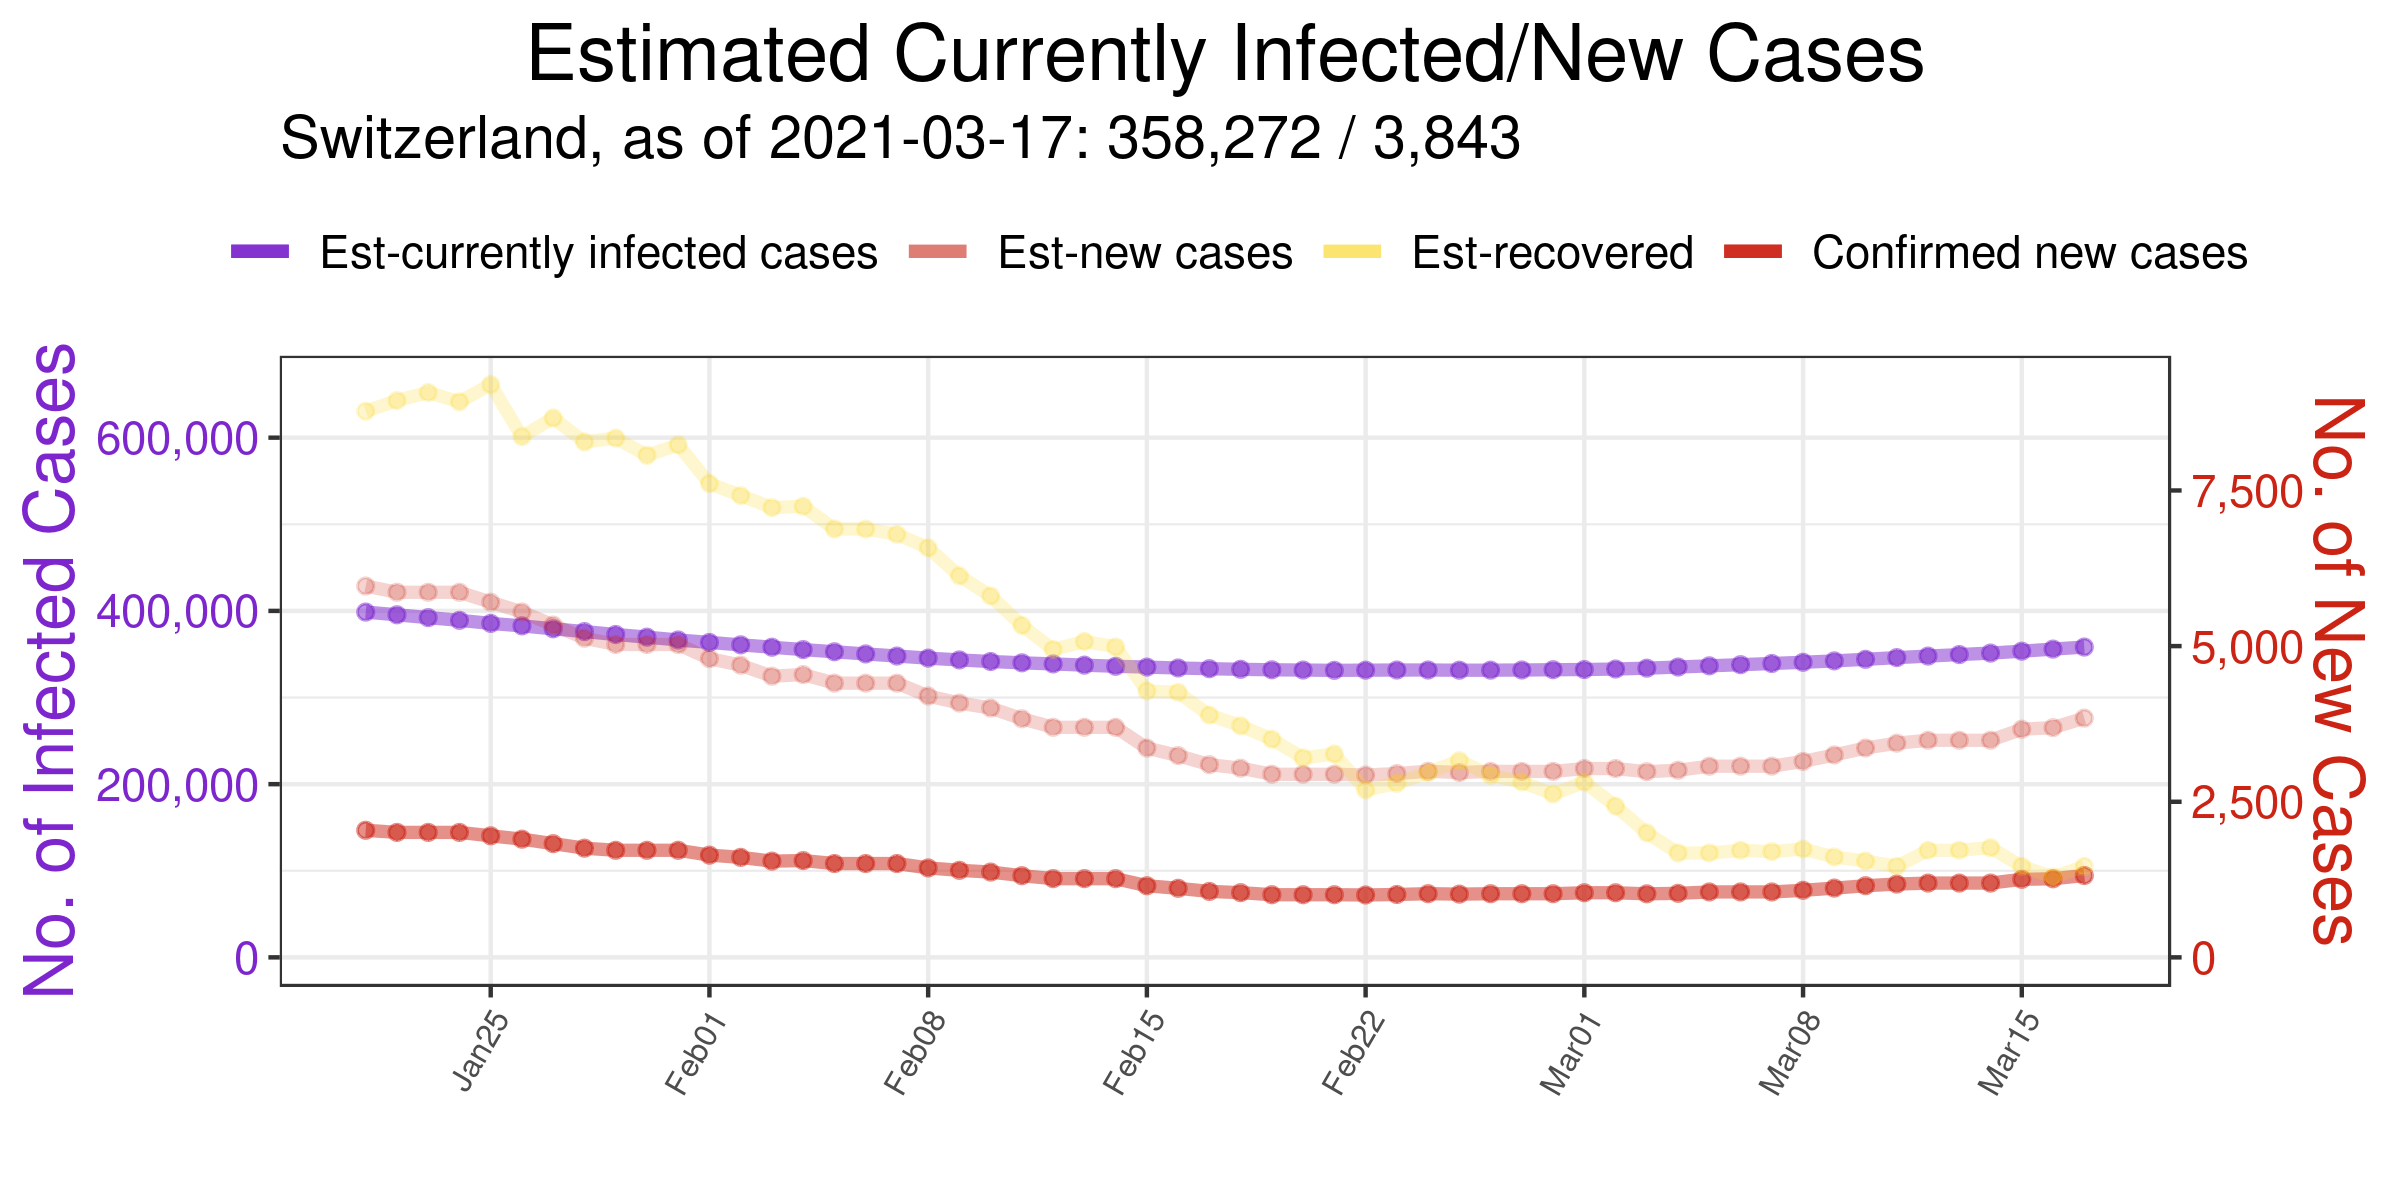 Estimated Currently Infected/New Cases
Switzerland, as of 2021-03-17: 358,272 / 3,843
Est-currently infected cases Est-new cases Est-recovered Confirmed new cases
No. of Infected Cases
600,000
400,000
200,000
0
7,500
5,000
2,500
0
No. of New Cases
Jan25 Feb01 Feb08 Feb15 Feb22 Mar01 Mar08 Mar15